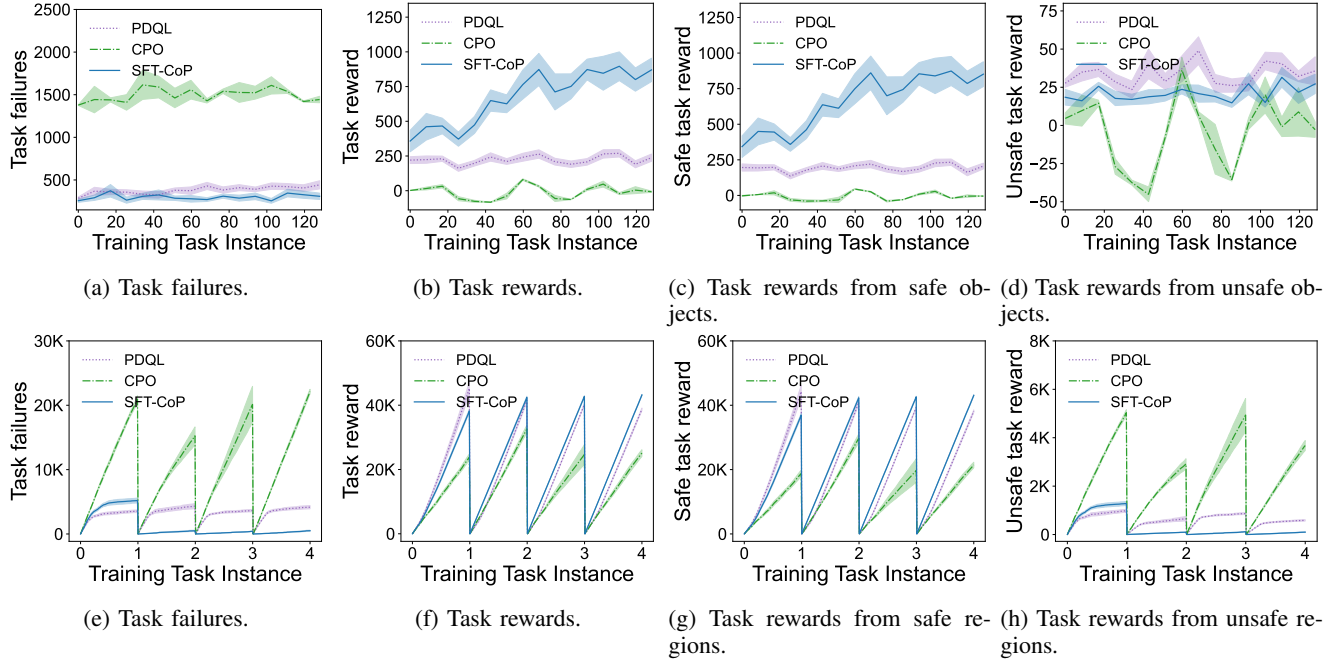 2500
2000
1500
1000
500
Task failures
PDQL
CPO
SFT-CoP
0 20 40 60 80 100 120
Training Task Instance
(a) Task failures.
1250
1000
750
500
250
0
Task reward
PDQL
CPO
SFT-CoP
0 20 40 60 80 100 120
Training Task Instance
(b) Task rewards.
1250
1000
750
500
250
0
Safe task reward
PDQL
CPO
SFT-CoP
0 20 40 60 80 100 120
Training Task Instance
(c) Task rewards from safe ob-
jects.
75
50
25
0
−25
−50
Unsafe task reward
PDQL
CPO
SFT-CoP
0 20 40 60 80 100 120
Training Task Instance
(d) Task rewards from unsafe ob-
jects.
30K
20K
10K
0
Task failures
PDQL
CPO
SFT-CoP
0 1 2 3 4
Training Task Instance
(e) Task failures.
60K
40K
20K
0
Task reward
PDQL
CPO
SFT-CoP
0 1 2 3 4
Training Task Instance
(f) Task rewards.
60K
40K
20K
0
Safe task reward
PDQL
CPO
SFT-CoP
0 1 2 3 4
Training Task Instance
(g) Task rewards from safe re-
gions.
8K
6K
4K
2K
0
Unsafe task reward
PDQL
CPO
SFT-CoP
0 1 2 3 4
Training Task Instance
(h) Task rewards from unsafe re-
gions.